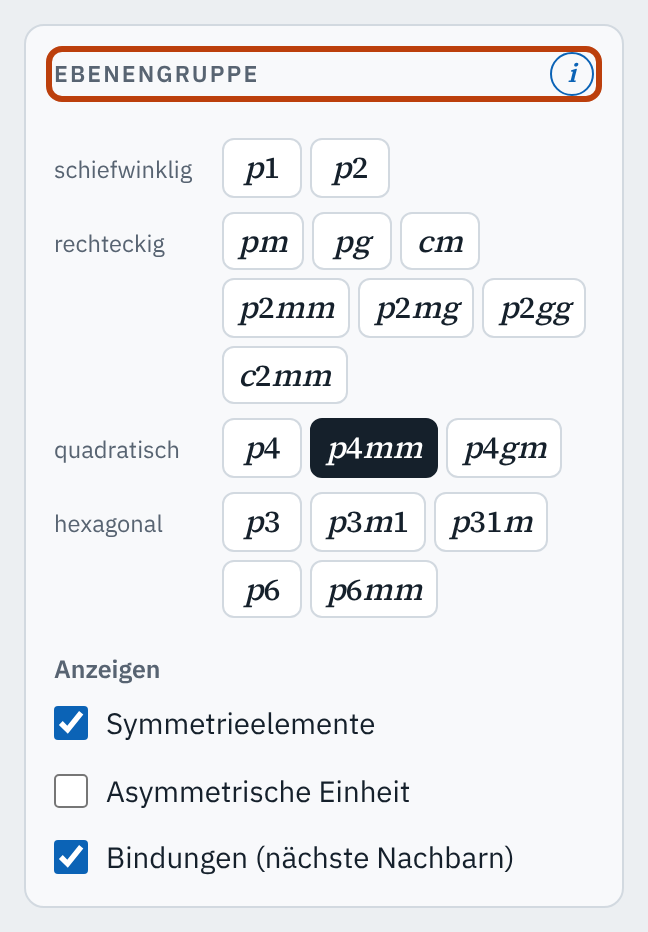 EBENENGRUPPE i
schiefwinklig p1 p2
rechteckig pm pg cm
p2mm p2mg p2gg
c2mm
quadratisch p4 p4mm p4gm
hexagonal p3 p3m1 p31m
p6 p6mm
Anzeigen
Symmetrieelemente
Asymmetrische Einheit
Bindungen (nächste Nachbarn)